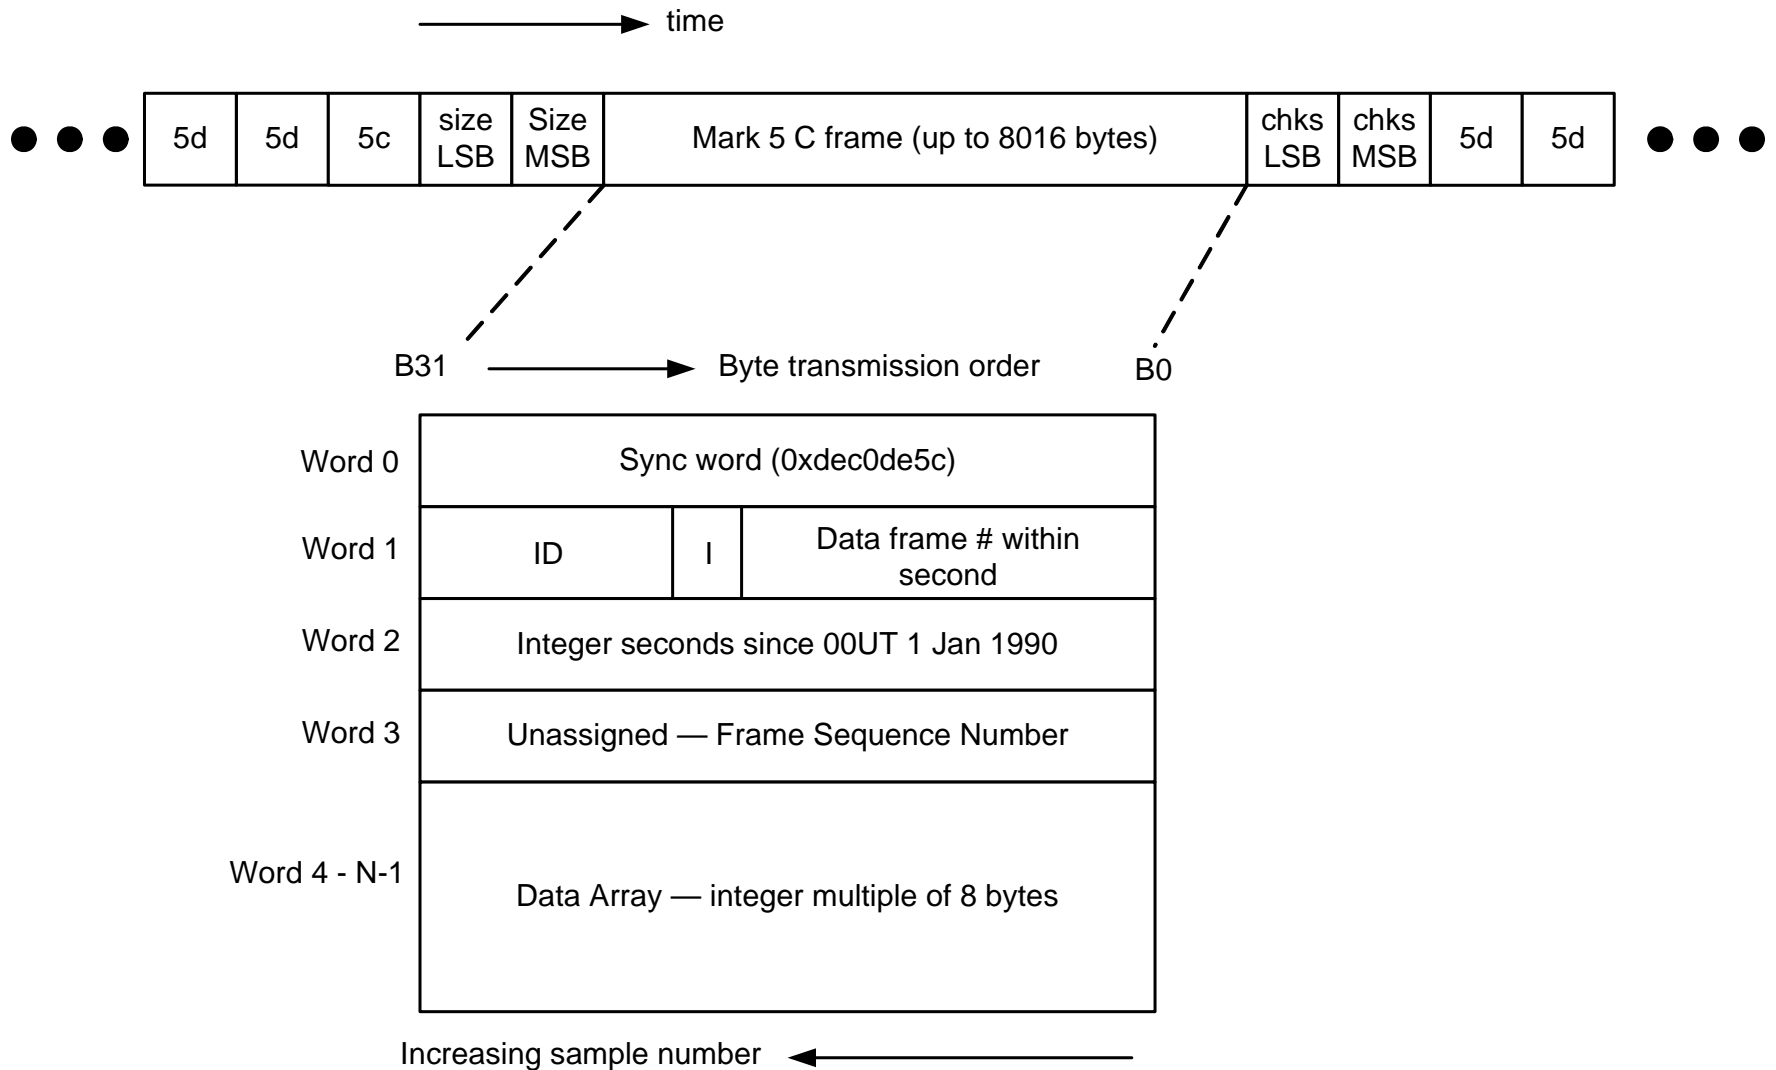 time
5d
5d
5c
size
LSB
Size
MSB
Mark 5 C frame (up to 8016 bytes)
chks
LSB
chks
MSB
5d
5d
B31
Byte transmission order
B0
Word 0
Sync word (0xdec0de5c)
Word 1
ID
I
Data frame # within
second
Word 2
Integer seconds since 00UT 1 Jan 1990
Word 3
Unassigned — Frame Sequence Number
Word 4 - N-1
Data Array — integer multiple of 8 bytes
Increasing sample number